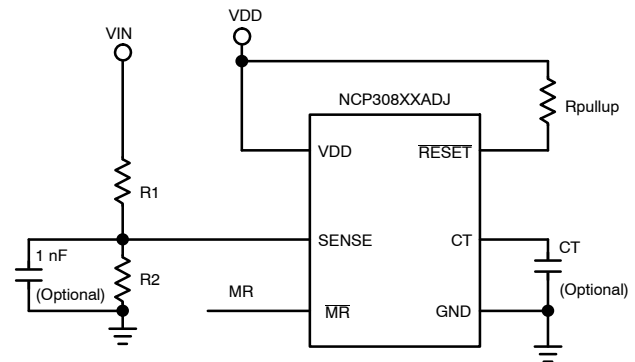 VDD
VIN
NCP308XXADJ
Rpullup
VDD
RESET
R1
SENSE
CT
CT
1 nF
R2
(Optional)
(Optional)
MR
MR
GND